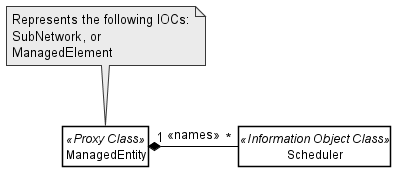 Represents the following IOCs:
SubNetwork, or
ManagedElement
«Proxy Class»
ManagedEntity
1 «names» *
«Information Object Class»
Scheduler